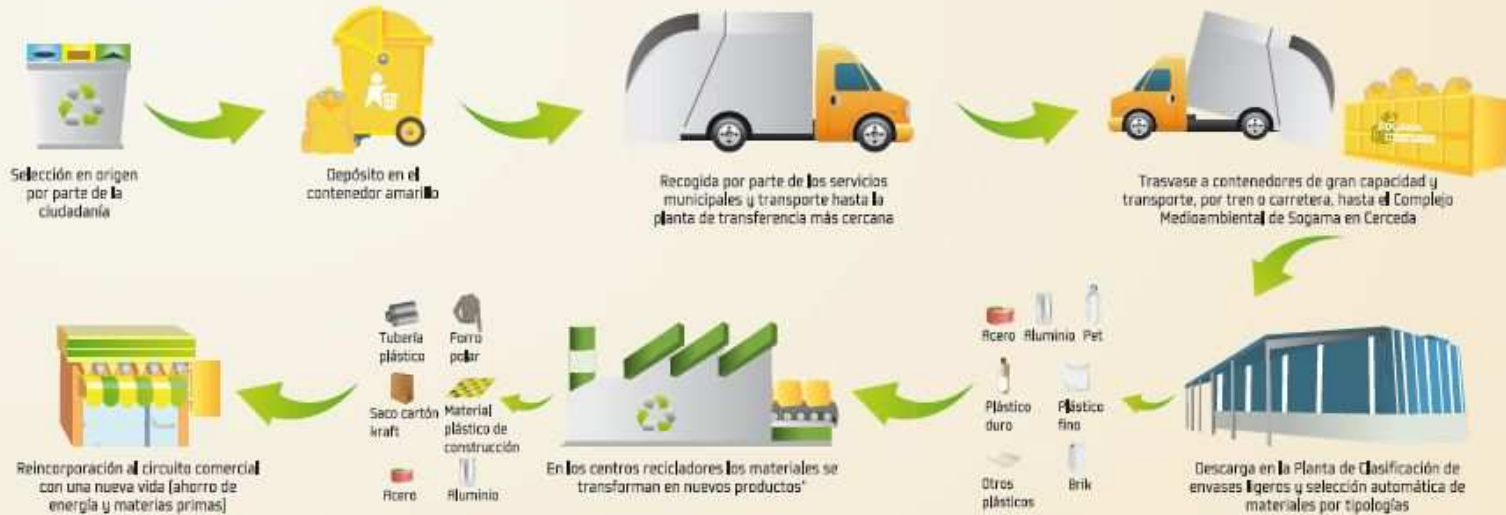 Selección en origen
por parte de la
ciudadanía
Depósito en el
contenedor amarillo
Recogida por parte de los servicios
municipales y transporte hasta la
planta de transferencia más cercana
Trasvase a contenedores de gran capacidad y
transporte, por tren o carretera, hasta el Complejo
Medioambiental de Sogama en Cerceda
Descarga en la Planta de Clasificación de
envases ligeros y selección automática de
materiales por tipologías
Acero Aluminio Pet
Plástico
duro
Plástico
fino
Otros
plásticos
Brik
En los centros recicladores los materiales se
transforman en nuevos productos*
Tubería
plástico
Forro
polar
Saco cartón
kraft
Material
plástico de
construcción
Acero Aluminio
Reincorporación al circuito comercial
con una nueva vida (ahorro de
energía y materias primas)